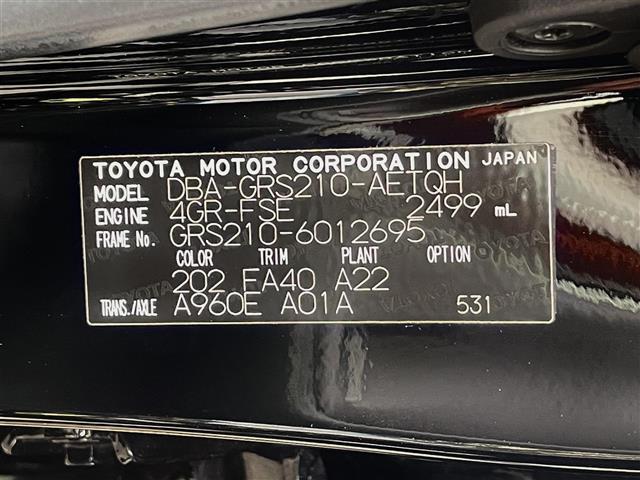 TOYOTA MOTOR CORPORATION JAPAN
MODEL DBA-GRS210-AETQH
ENGINE 4GR-FSE 2499 mL
FRAME No. GRS210-6012695
COLOR TRIM PLANT OPTION
202 FA40 A22
TRANS./AXLE A960E A01A 531